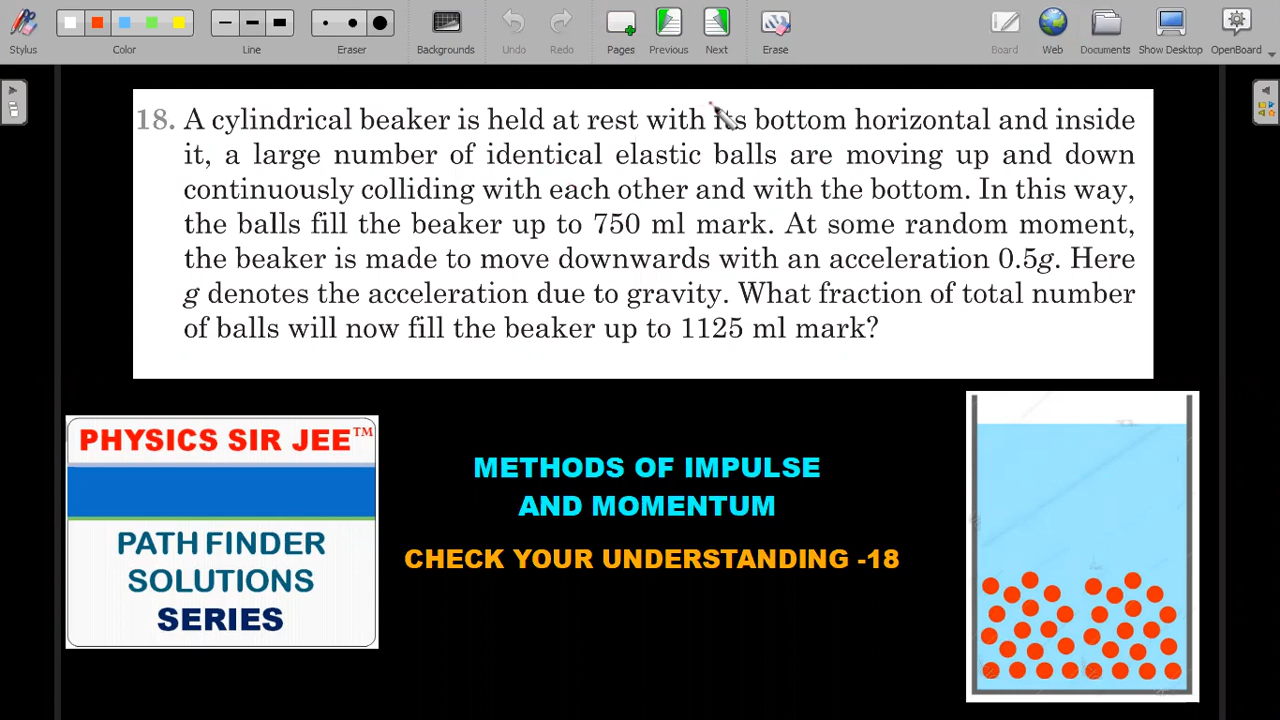 Stylus Color Line Eraser Backgrounds Undo Redo Pages Previous Next Erase Board Web Documents Show Desktop OpenBoard
18. A cylindrical beaker is held at rest with its bottom horizontal and inside
it, a large number of identical elastic balls are moving up and down
continuously colliding with each other and with the bottom. In this way,
the balls fill the beaker up to 750 ml mark. At some random moment,
the beaker is made to move downwards with an acceleration 0.5g. Here
g denotes the acceleration due to gravity. What fraction of total number
of balls will now fill the beaker up to 1125 ml mark?
PHYSICS SIR JEE™
PATH FINDER
SOLUTIONS
SERIES
METHODS OF IMPULSE
AND MOMENTUM
CHECK YOUR UNDERSTANDING -18